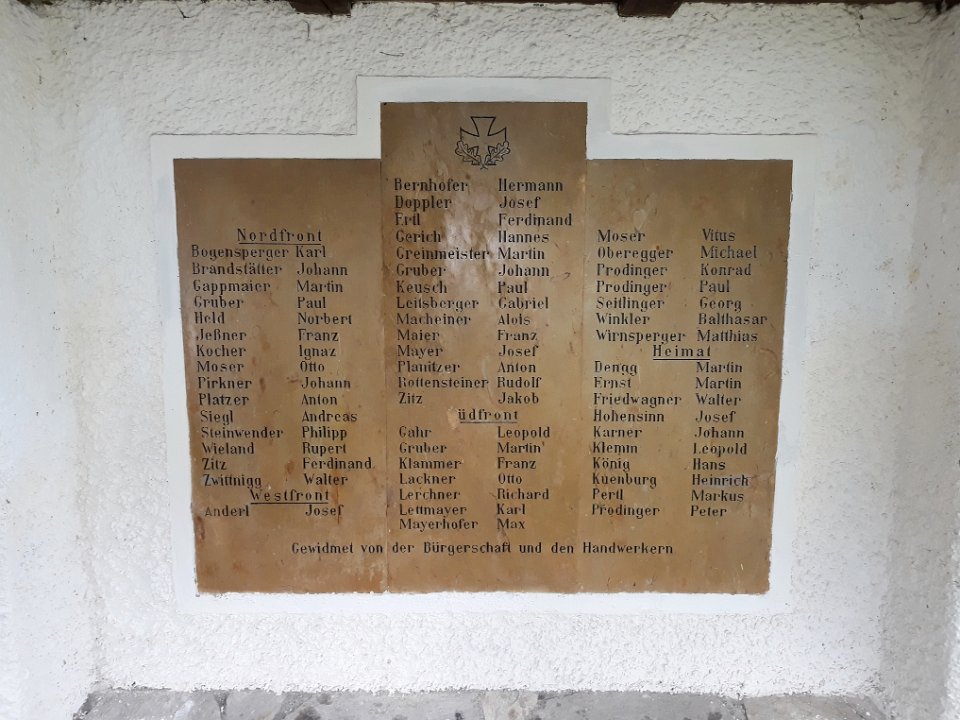 Nordfront
Bogensperger Karl
Brandstätter Johann
Gappmaier Martin
Gruber Paul
Held Norbert
Jeßner Franz
Kocher Ignaz
Moser Otto
Pirkner Johann
Platzer Anton
Siegl Andreas
Steinwender Philipp
Wieland Rupert
Zitz Ferdinand
Zwittnigg Walter
Westfront
Anderl Josef
Bernhofer Hermann
Doppler Josef
Ertl Ferdinand
Gerich Hannes
Greinmeister Martin
Gruber Johann
Keusch Paul
Leitsberger Gabriel
Macheiner Alois
Maier Franz
Mayer Josef
Planitzer Anton
Rottensteiner Rudolf
Zitz Jakob
üdfront
Gahr Leopold
Gruber Martin
Klammer Franz
Lackner Otto
Lerchner Richard
Lettmayer Karl
Mayerhofer Max
Moser Vitus
Oberegger Michael
Prodinger Konrad
Prodinger Paul
Seitlinger Georg
Winkler Balthasar
Wirnsperger Matthias
Heimat
Dengg Martin
Ernst Martin
Friedwagner Walter
Hohensinn Josef
Karner Johann
Klemm Leopold
König Hans
Kuenburg Heinrich
Pertl Markus
Prodinger Peter
Gewidmet von der Bürgerschaft und den Handwerkern